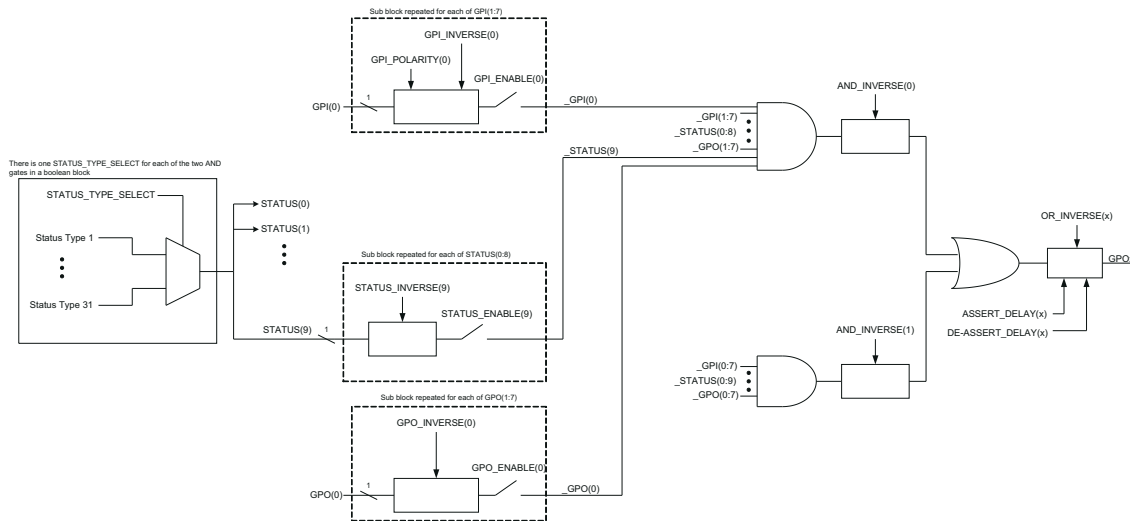 Sub block repeated for each of GPI(1:7)
GPI_INVERSE(0)
GPI_POLARITY(0)
GPI_ENABLE(0)
GPI(0)
1
_GPI(0)
_GPI(1:7)
_STATUS(0:8)
_GPO(1:7)
_STATUS(9)
AND_INVERSE(0)
There is one STATUS_TYPE_SELECT for each of the two AND
gates in a boolean block
STATUS_TYPE_SELECT
Status Type 1
Status Type 31
STATUS(0)
STATUS(1)
STATUS(9)
1
Sub block repeated for each of STATUS(0:8)
STATUS_INVERSE(9)
STATUS_ENABLE(9)
OR_INVERSE(x)
GPO
ASSERT_DELAY(x)
DE-ASSERT_DELAY(x)
AND_INVERSE(1)
_GPI(0:7)
_STATUS(0:9)
_GPO(0:7)
Sub block repeated for each of GPO(1:7)
GPO_INVERSE(0)
GPO_ENABLE(0)
GPO(0)
1
_GPO(0)